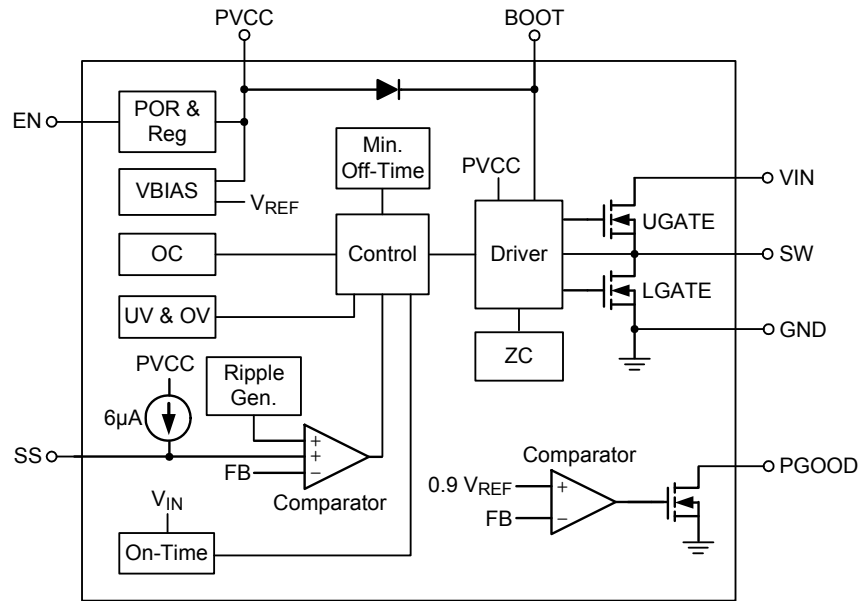 PVCC
BOOT
EN
POR &
Reg
Min.
Off-Time
PVCC
VIN
VBIAS
VREF
UGATE
OC
Control
Driver
SW
LGATE
UV & OV
GND
PVCC
ZC
Ripple
Gen.
6µA
SS
+
+
FB −
Comparator
Comparator
PGOOD
0.9 VREF +
FB −
VIN
On-Time